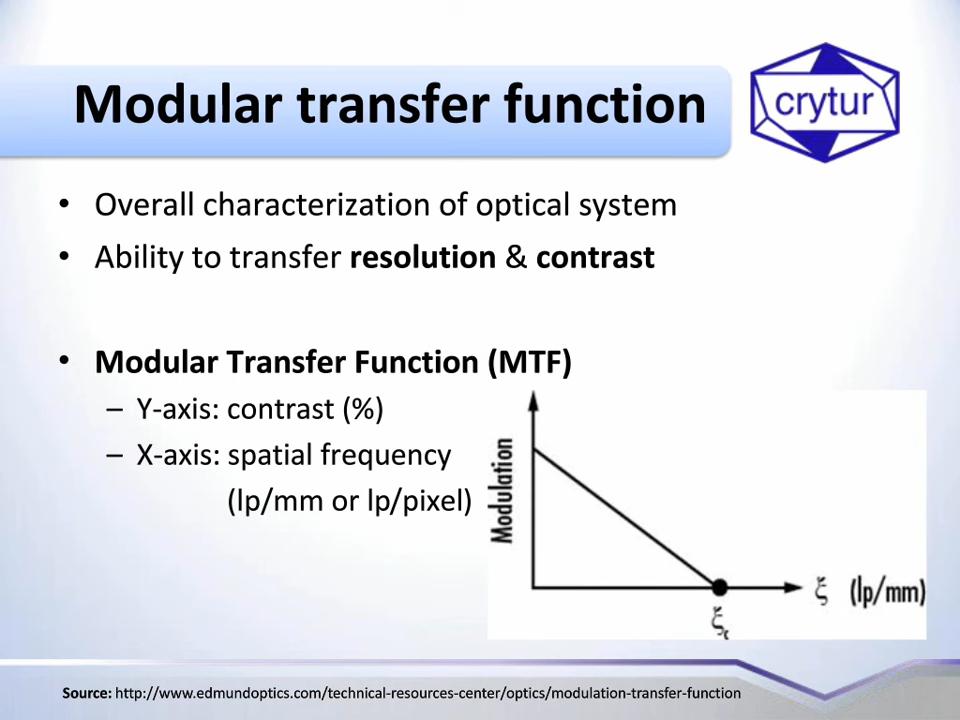 Modular transfer function
crytur
• Overall characterization of optical system
• Ability to transfer resolution & contrast
• Modular Transfer Function (MTF)
– Y-axis: contrast (%)
– X-axis: spatial frequency
(lp/mm or lp/pixel)
Modulation
ξ (lp/mm)
ξc
Source: http://www.edmundoptics.com/technical-resources-center/optics/modulation-transfer-function